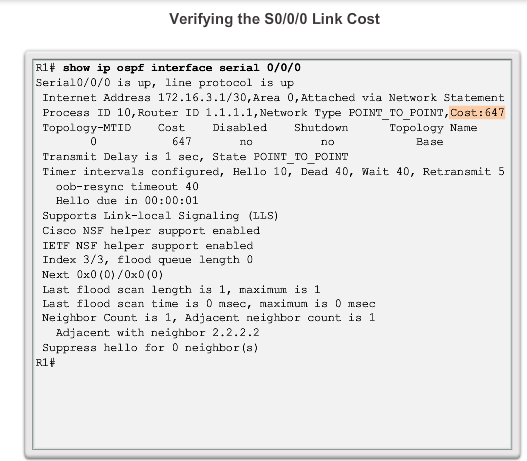 Verifying the S0/0/0 Link Cost
R1# show ip ospf interface serial 0/0/0
Serial0/0/0 is up, line protocol is up
Internet Address 172.16.3.1/30,Area 0,Attached via Network Statement
Process ID 10,Router ID 1.1.1.1,Network Type POINT_TO_POINT,Cost:647
Topology-MTID Cost Disabled Shutdown Topology Name
0 647 no no Base
Transmit Delay is 1 sec, State POINT_TO_POINT
Timer intervals configured, Hello 10, Dead 40, Wait 40, Retransmit 5
oob-resync timeout 40
Hello due in 00:00:01
Supports Link-local Signaling (LLS)
Cisco NSF helper support enabled
IETF NSF helper support enabled
Index 3/3, flood queue length 0
Next 0x0(0)/0x0(0)
Last flood scan length is 1, maximum is 1
Last flood scan time is 0 msec, maximum is 0 msec
Neighbor Count is 1, Adjacent neighbor count is 1
Adjacent with neighbor 2.2.2.2
Suppress hello for 0 neighbor(s)
R1#